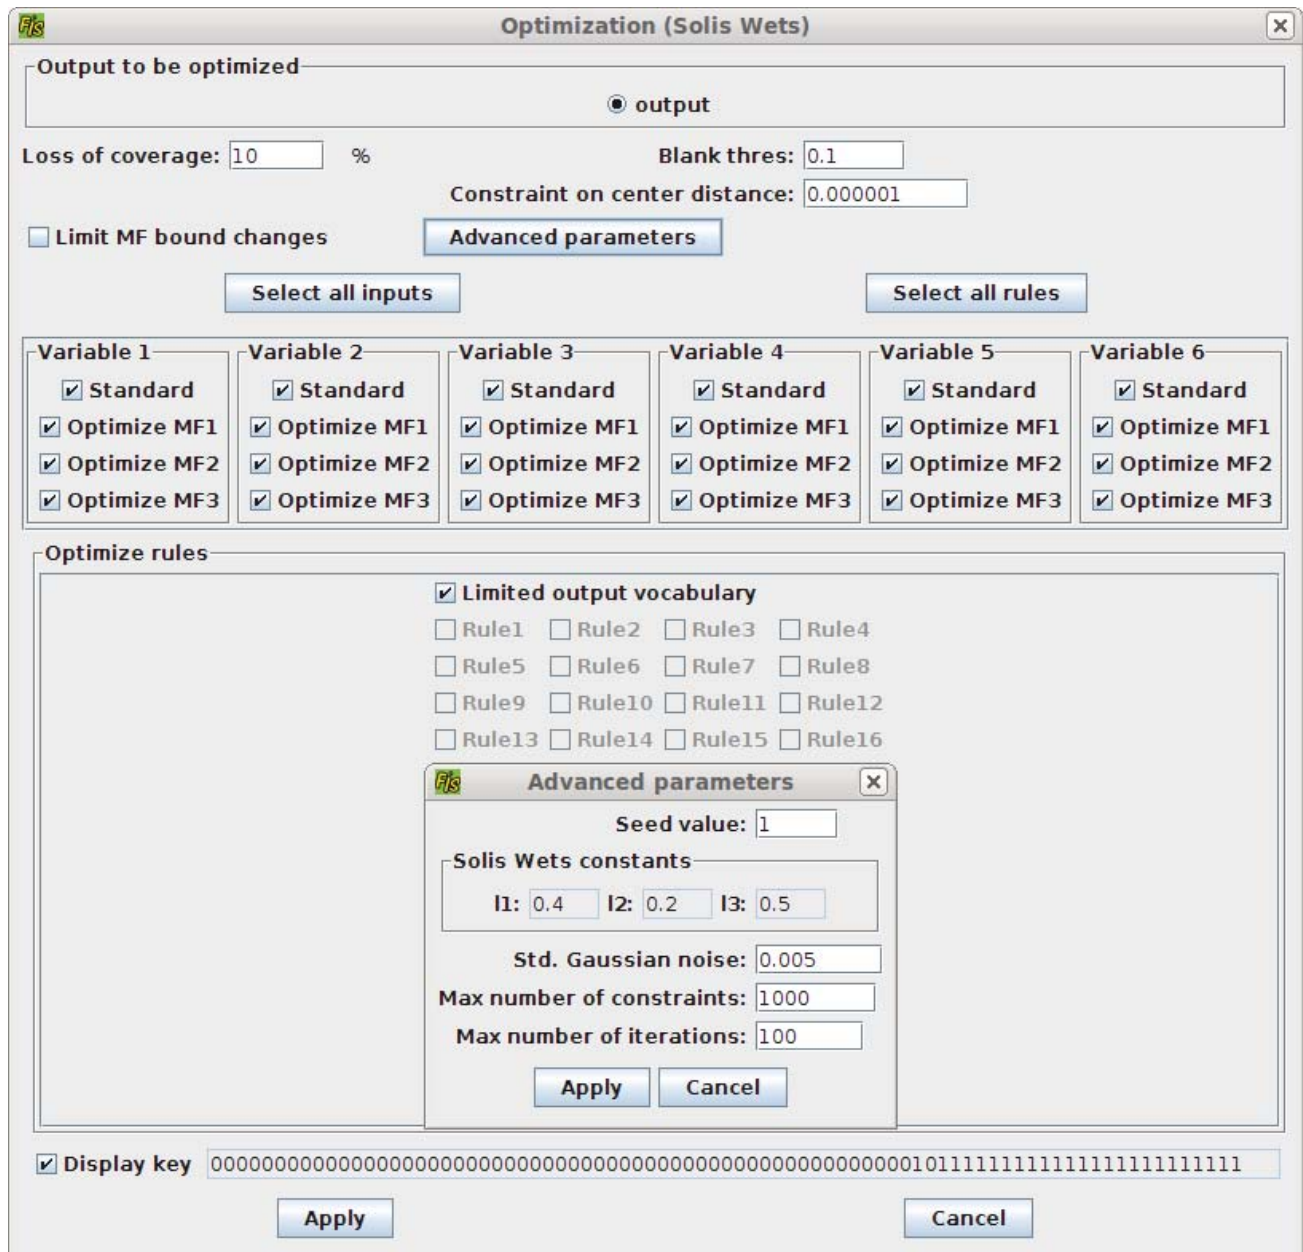 Fis Optimization (Solis Wets)
Output to be optimized
output
Loss of coverage: 10 % Blank thres: 0.1
Constraint on center distance: 0.000001
Limit MF bound changes Advanced parameters
Select all inputs Select all rules
Variable 1 Variable 2 Variable 3 Variable 4 Variable 5 Variable 6
Standard Standard Standard Standard Standard Standard
Optimize MF1 Optimize MF1 Optimize MF1 Optimize MF1 Optimize MF1 Optimize MF1
Optimize MF2 Optimize MF2 Optimize MF2 Optimize MF2 Optimize MF2 Optimize MF2
Optimize MF3 Optimize MF3 Optimize MF3 Optimize MF3 Optimize MF3 Optimize MF3
Optimize rules
Limited output vocabulary
Rule1 Rule2 Rule3 Rule4
Rule5 Rule6 Rule7 Rule8
Rule9 Rule10 Rule11 Rule12
Rule13 Rule14 Rule15 Rule16
Fis Advanced parameters
Seed value: 1
Solis Wets constants
l1: 0.4 l2: 0.2 l3: 0.5
Std. Gaussian noise: 0.005
Max number of constraints: 1000
Max number of iterations: 100
Apply Cancel
Display key
Apply Cancel